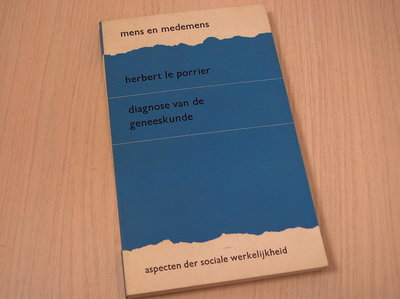 mens en medemens
herbert le porrier
diagnose van de
geneeskunde
aspecten der sociale werkelijkheid